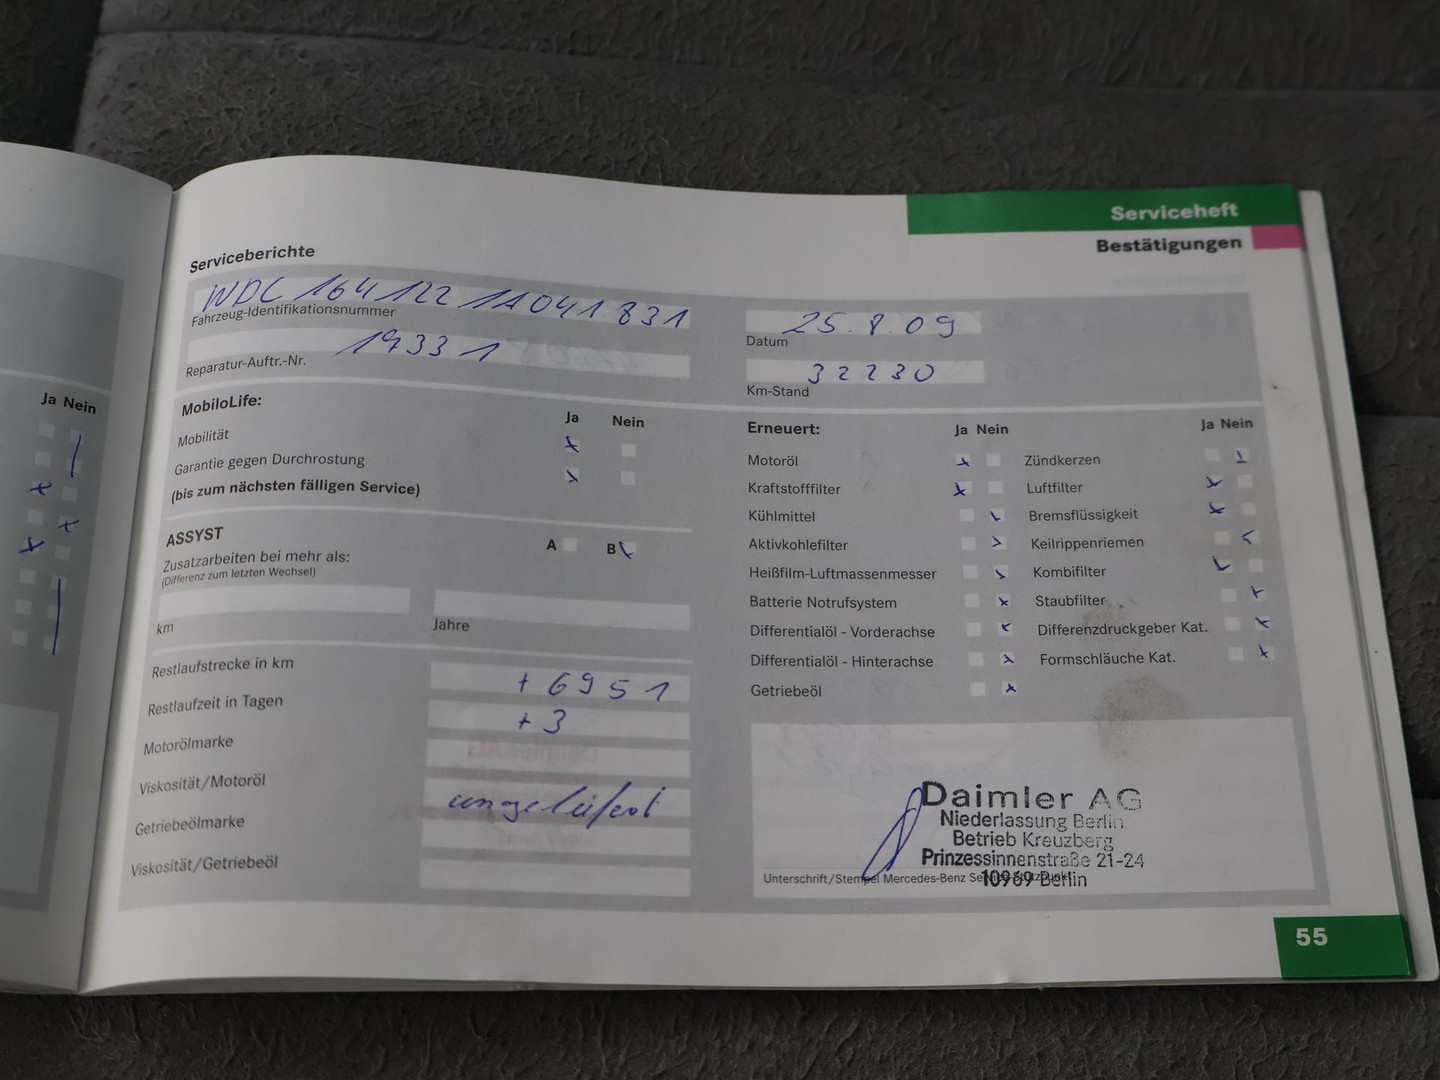 Serviceheft
Bestätigungen
Serviceberichte
WDC 164 122 1A 041 831
Fahrzeug-Identifikationsnummer
19331
Reparatur-Auftr.-Nr.
25.8.09
Datum
32230
Km-Stand
MobiloLife:
Ja Nein
Mobilität
Garantie gegen Durchrostung
(bis zum nächsten fälligen Service)
ASSYST
Zusatzarbeiten bei mehr als:
(Differenz zum letzten Wechsel)
A B
km
Jahre
Restlaufstrecke in km + 6951
Restlaufzeit in Tagen + 3
Motorölmarke
Viskosität/Motoröl
Getriebeölmarke
Viskosität/Getriebeöl
Erneuert:
Ja Nein
Motoröl
Kraftstofffilter
Kühlmittel
Aktivkohlefilter
Heißfilm-Luftmassenmesser
Batterie Notrufsystem
Differentialöl - Vorderachse
Differentialöl - Hinterachse
Getriebeöl
Ja Nein
Zündkerzen
Luftfilter
Bremsflüssigkeit
Keilrippenriemen
Kombifilter
Staubfilter
Differenzdruckgeber Kat.
Formschläuche Kat.
Daimler AG
Niederlassung Berlin
Betrieb Kreuzberg
Prinzessinnenstraße 21-24
10969 Berlin
Unterschrift/Stempel Mercedes-Benz
55
Ja Nein